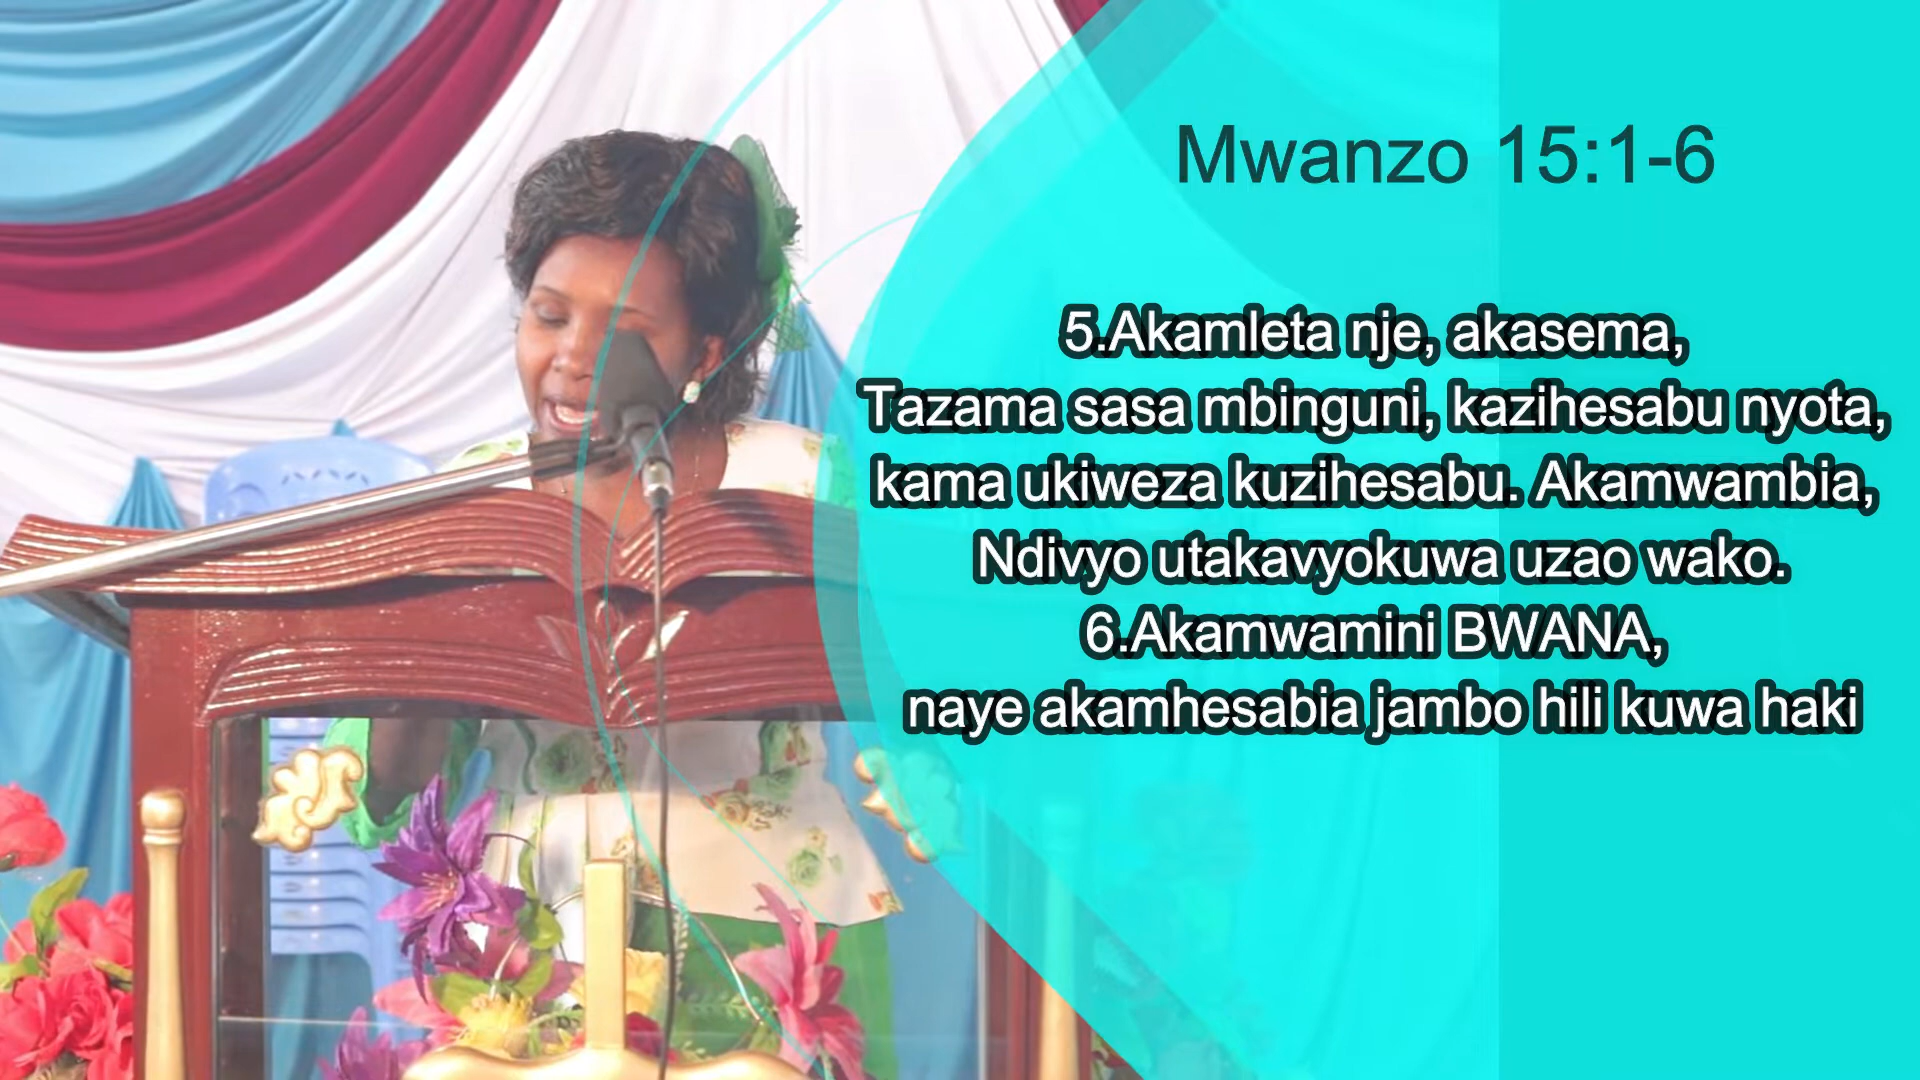 Mwanzo 15:1-6
5.Akamleta nje, akasema,
Tazama sasa mbinguni, kazihesabu nyota,
kama ukiweza kuzihesabu. Akamwambia,
Ndivyo utakavyokuwa uzao wako.
6.Akamwamini BWANA,
naye akamhesabia jambo hili kuwa haki